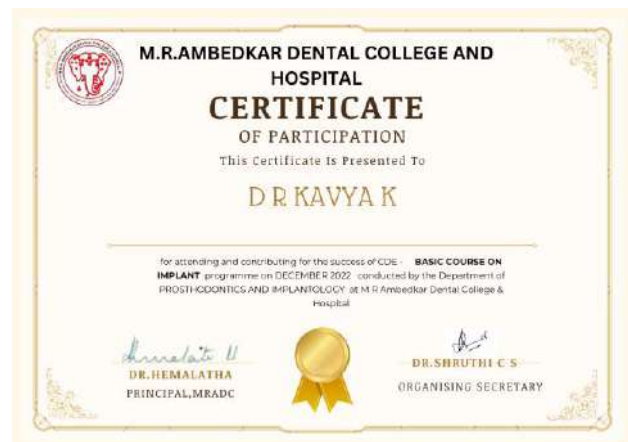 M.R.AMBEDKAR DENTAL COLLEGE AND
HOSPITAL
CERTIFICATE
OF PARTICIPATION
This Certificate Is Presented To
D R KAVYA K
for attending and contributing for the success of CDE - BASIC COURSE ON
IMPLANT programme on DECEMBER 2022 conducted by the Department of
PROSTHODONTICS AND IMPLANTOLOGY at M R Ambedkar Dental College &
Hospital
DR.HEMALATHA
PRINCIPAL,MRADC
DR.SHRUTHI C S
ORGANISING SECRETARY